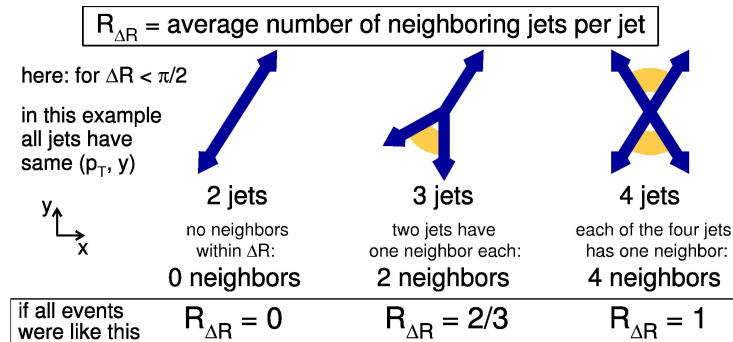 R_ΔR = average number of neighboring jets per jet
here: for ΔR < π/2
in this example
all jets have
same (p_T, y)
y
x
2 jets
no neighbors
within ΔR:
0 neighbors
3 jets
two jets have
one neighbor each:
2 neighbors
4 jets
each of the four jets
has one neighbor:
4 neighbors
if all events
were like this
R_ΔR = 0
R_ΔR = 2/3
R_ΔR = 1